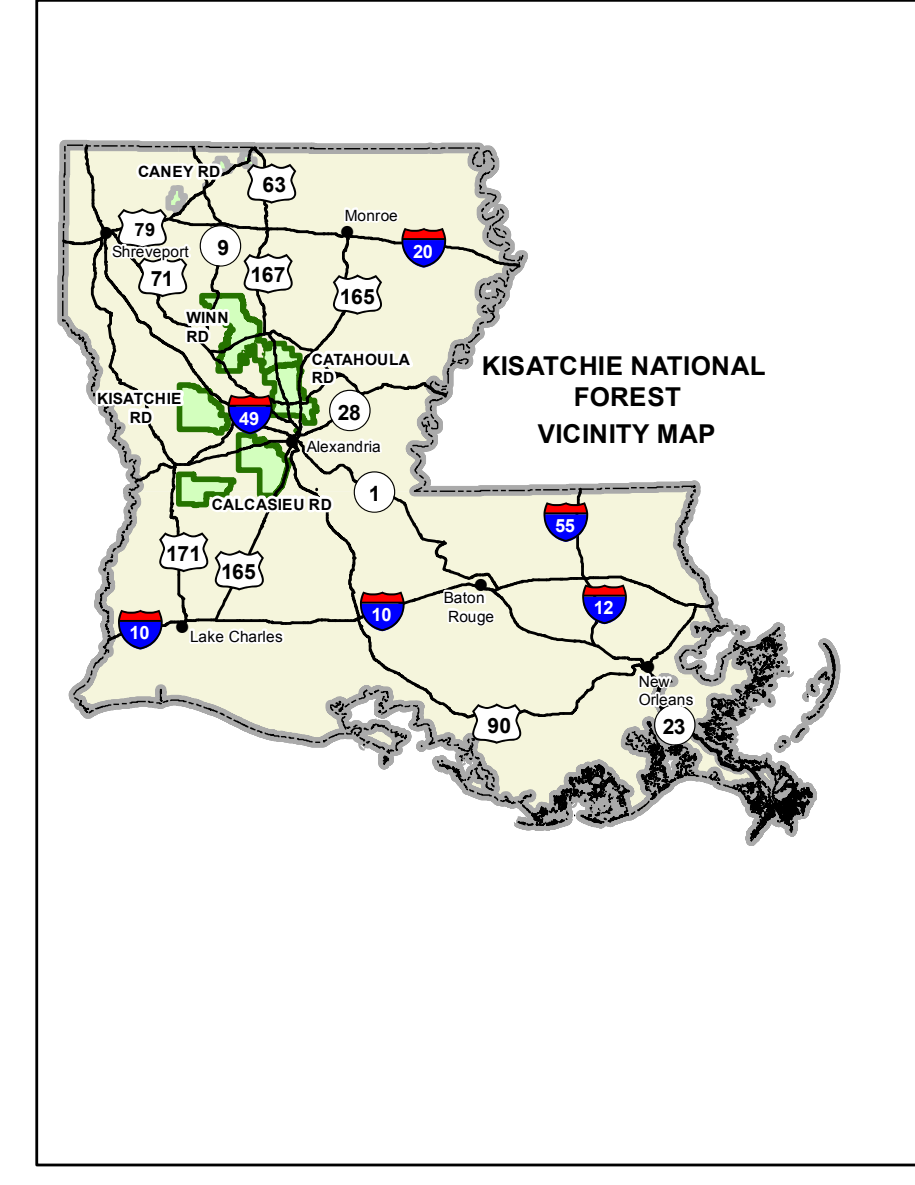 CANEY RD
63
79
Monroe
9
20
Shreveport
71
167
165
WINN
RD
CATAHOULA
RD
KISATCHIE NATIONAL
FOREST
VICINITY MAP
KISATCHIE
RD
49
28
Alexandria
1
CALCASIEU RD
55
171
165
Baton
Rouge
10
12
10
Lake Charles
New
Orleans
90
23